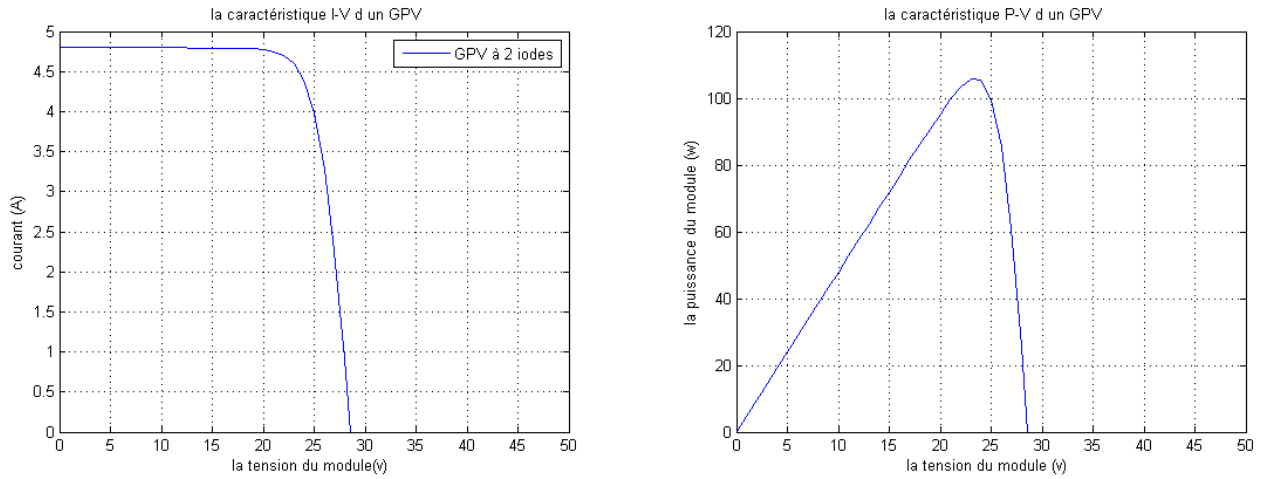 la caractéristique I-V d un GPV
5
4.5
4
3.5
3
2.5
2
1.5
1
0.5
0
courant (A)
GPV à 2 iodes
0 5 10 15 20 25 30 35 40 45 50
la tension du module(v)
la caractéristique P-V d un GPV
120
100
80
60
40
20
0
la puissance du module (w)
0 5 10 15 20 25 30 35 40 45 50
la tension du module (v)